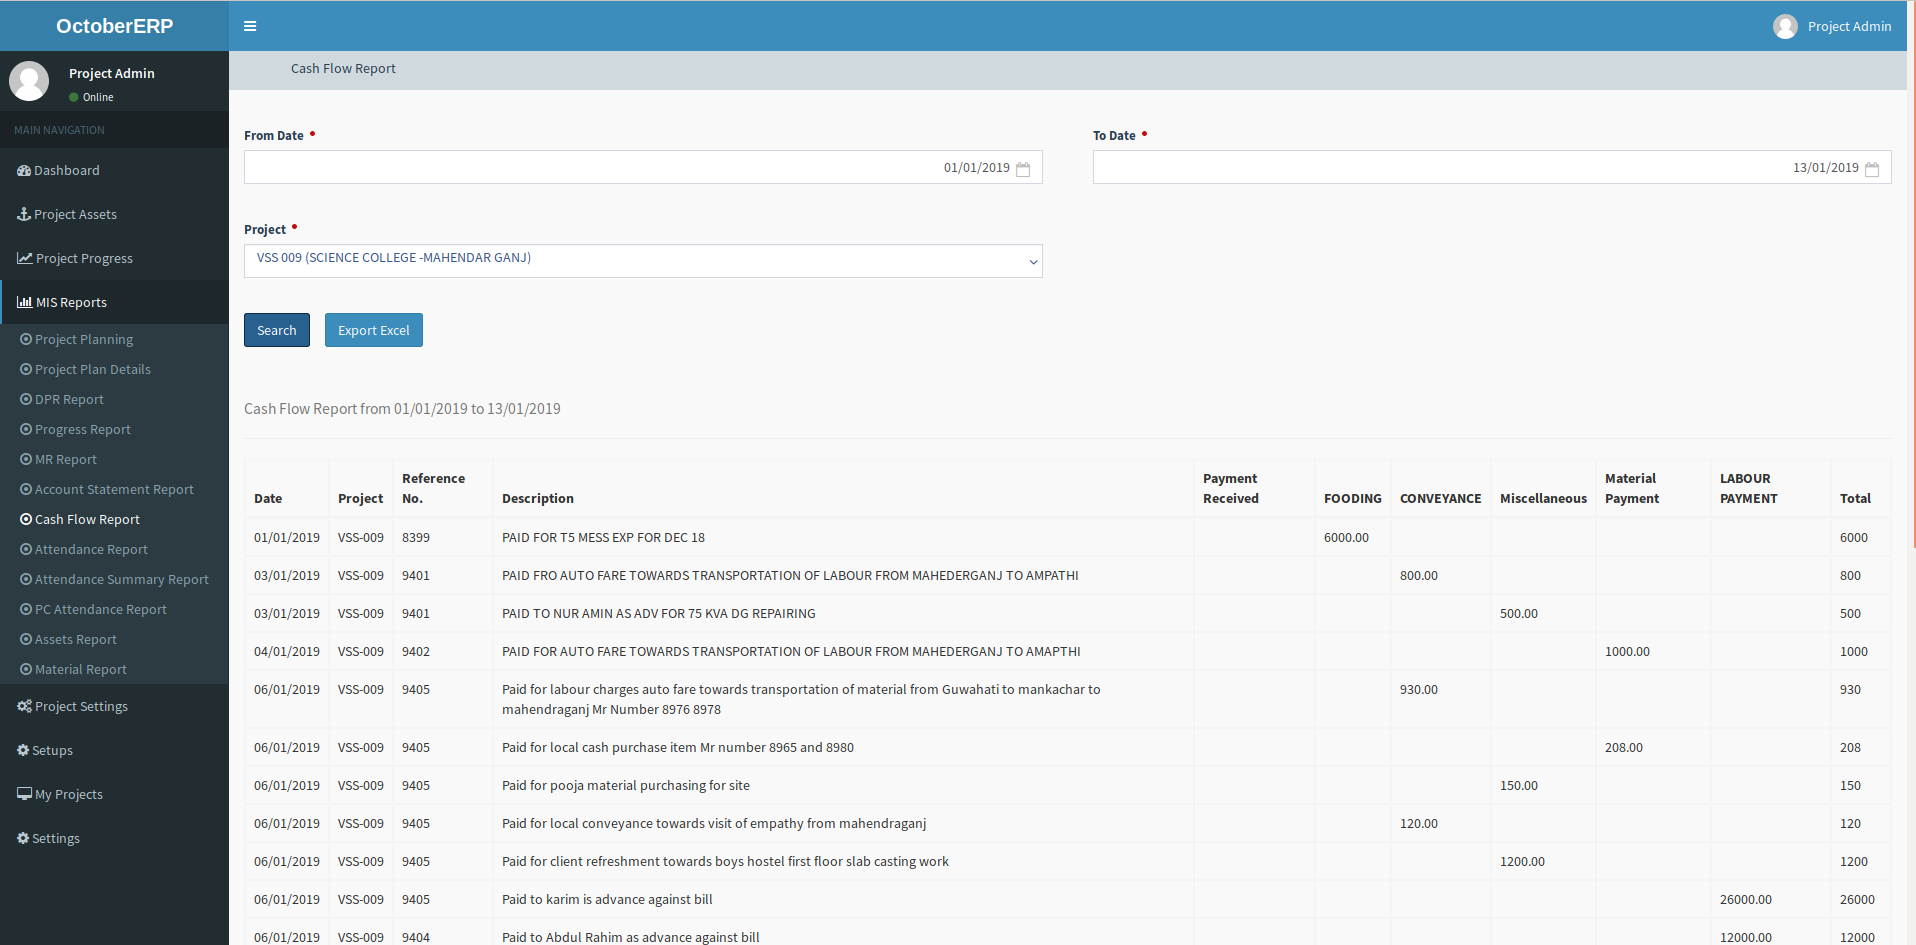 OctoberERP
Project Admin
Project Admin
Online
MAIN NAVIGATION
Dashboard
Project Assets
Project Progress
MIS Reports
Project Planning
Project Plan Details
DPR Report
Progress Report
MR Report
Account Statement Report
Cash Flow Report
Attendance Report
Attendance Summary Report
PC Attendance Report
Assets Report
Material Report
Project Settings
Setups
My Projects
Settings
Cash Flow Report
From Date
01/01/2019
To Date
13/01/2019
Project
VSS 009 (SCIENCE COLLEGE -MAHENDAR GANJ)
Search Export Excel
Cash Flow Report from 01/01/2019 to 13/01/2019
Date Project Reference No. Description Payment Received FOODING CONVEYANCE Miscellaneous Material Payment LABOUR PAYMENT Total
01/01/2019 VSS-009 8399 PAID FOR T5 MESS EXP FOR DEC 18 6000.00 6000
03/01/2019 VSS-009 9401 PAID FRO AUTO FARE TOWARDS TRANSPORTATION OF LABOUR FROM MAHEDERGANJ TO AMPATHI 800.00 800
03/01/2019 VSS-009 9401 PAID TO NUR AMIN AS ADV FOR 75 KVA DG REPAIRING 500.00 500
04/01/2019 VSS-009 9402 PAID FOR AUTO FARE TOWARDS TRANSPORTATION OF LABOUR FROM MAHEDERGANJ TO AMAPTHI 1000.00 1000
06/01/2019 VSS-009 9405 Paid for labour charges auto fare towards transportation of material from Guwahati to mankachar to 930.00 930
mahendraganj Mr Number 8976 8978
06/01/2019 VSS-009 9405 Paid for local cash purchase item Mr number 8965 and 8980 208.00 208
06/01/2019 VSS-009 9405 Paid for pooja material purchasing for site 150.00 150
06/01/2019 VSS-009 9405 Paid for local conveyance towards visit of empathy from mahendraganj 120.00 120
06/01/2019 VSS-009 9405 Paid for client refreshment towards boys hostel first floor slab casting work 1200.00 1200
06/01/2019 VSS-009 9405 Paid to karim is advance against bill 26000.00 26000
06/01/2019 VSS-009 9404 Paid to Abdul Rahim as advance against bill 12000.00 12000